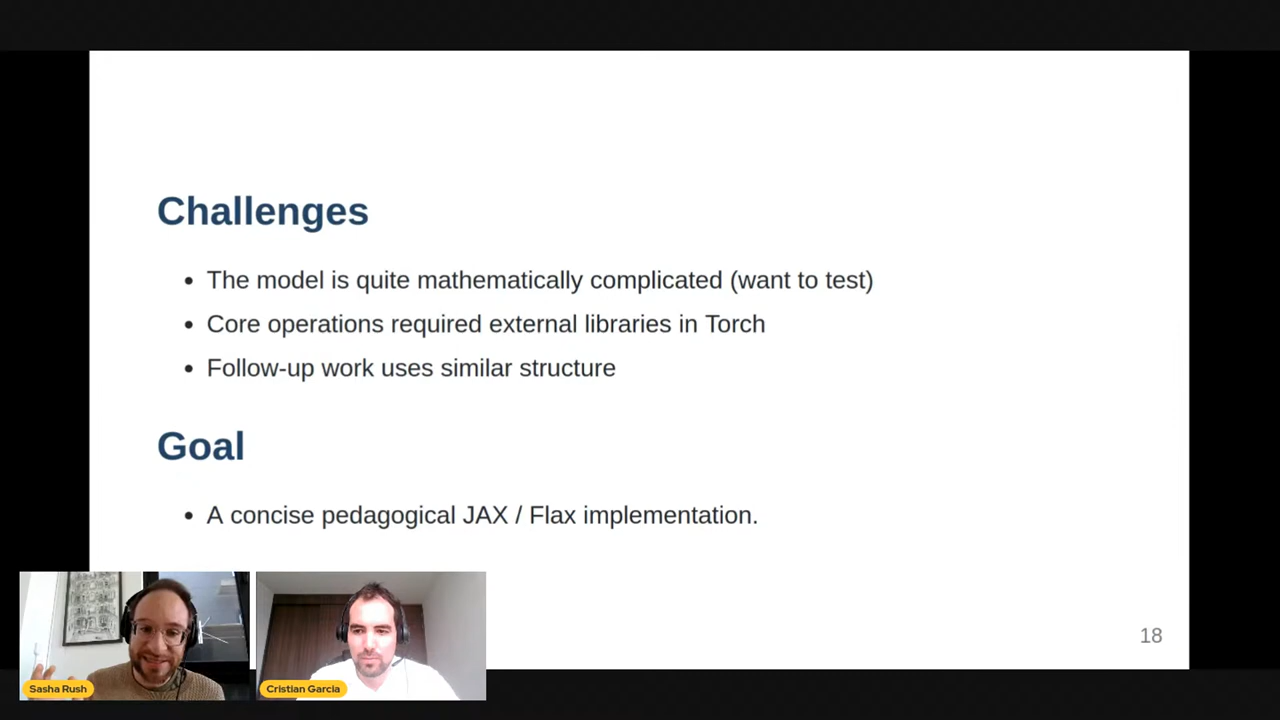 Challenges
• The model is quite mathematically complicated (want to test)
• Core operations required external libraries in Torch
• Follow-up work uses similar structure
Goal
• A concise pedagogical JAX / Flax implementation.
18
Sasha Rush
Cristian Garcia